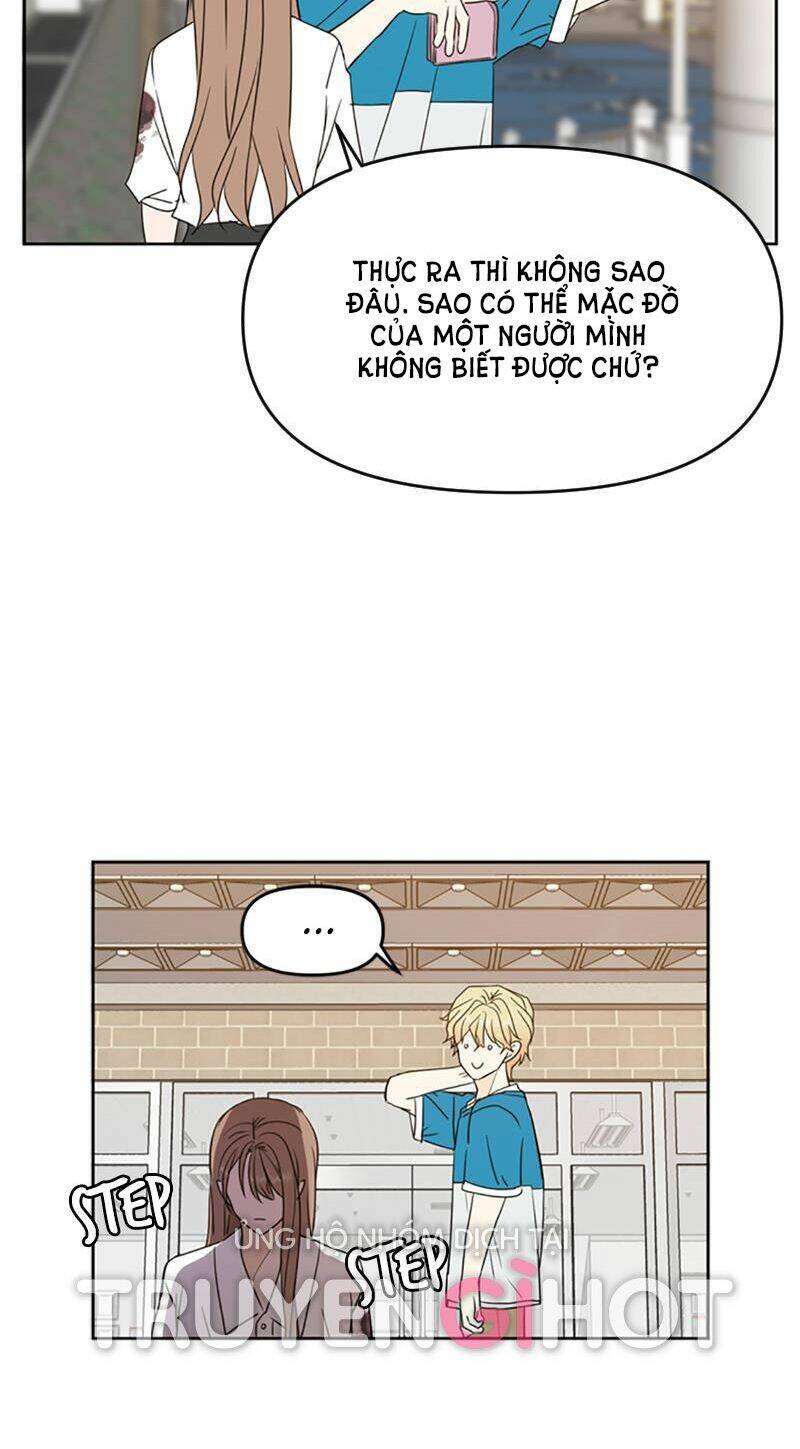 THỰC RA THÌ KHÔNG SAO
ĐÂU. SAO CÓ THỂ MẶC ĐỒ
CỦA MỘT NGƯỜI MÌNH
KHÔNG BIẾT ĐƯỢC CHỨ?
...
STEP
STEP
ỦNG HỘ NHÓM DỊCH TẠI
TRUYENGIHOT